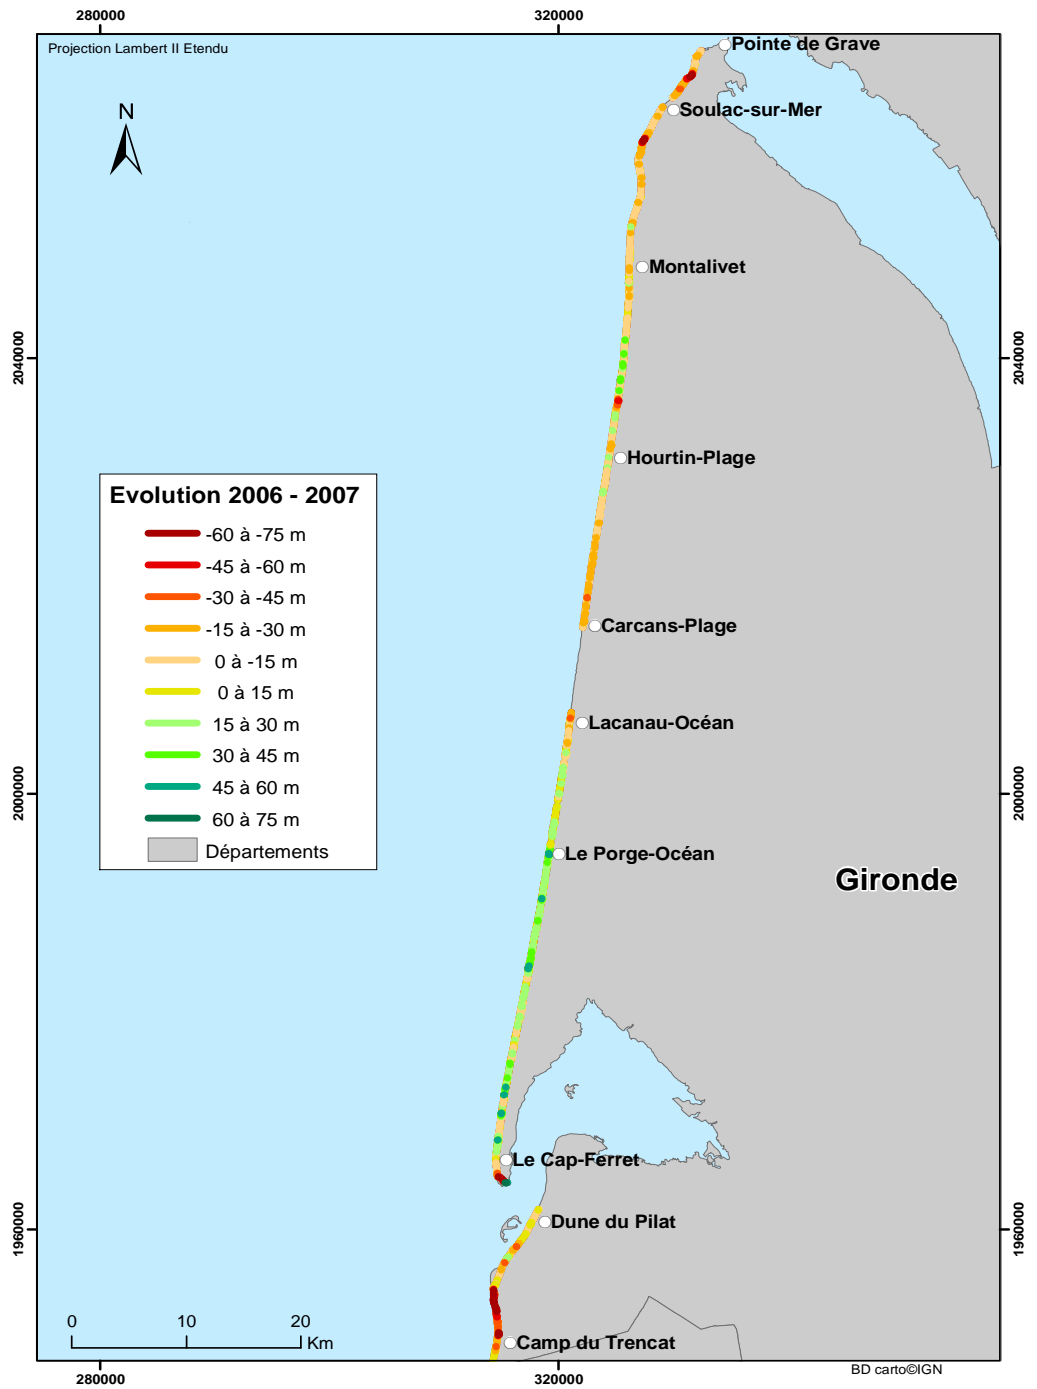 280000
320000
Projection Lambert II Etendu
Pointe de Grave
N
Soulac-sur-Mer
Montalivet
2040000
2040000
Hourtin-Plage
Evolution 2006 - 2007
-60 à -75 m
-45 à -60 m
-30 à -45 m
-15 à -30 m
0 à -15 m
0 à 15 m
15 à 30 m
30 à 45 m
45 à 60 m
60 à 75 m
Départements
Carcans-Plage
Lacanau-Océan
2000000
2000000
Le Porge-Océan
Gironde
Le Cap-Ferret
Dune du Pilat
1960000
1960000
0 10 20
Km
Camp du Trencat
BD carto©IGN
280000
320000